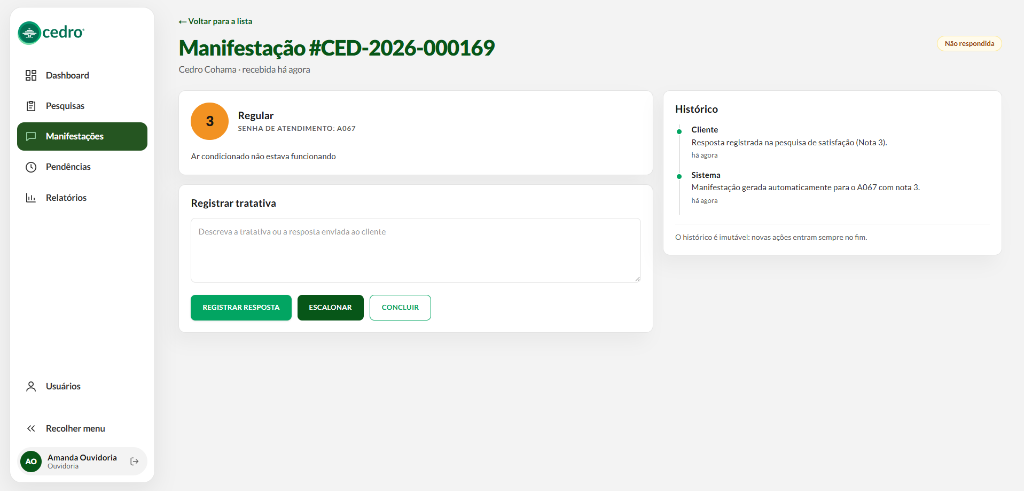 cedro
Dashboard
Pesquisas
Manifestações
Pendências
Relatórios
Usuários
Recolher menu
AO
Amanda Ouvidoria
Ouvidoria
← Voltar para a lista
Manifestação #CED-2026-000169
Cedro Cohama · recebida há agora
Não respondida
3
Regular
SENHA DE ATENDIMENTO. A067
Ar condicionado não estava funcionando
Registrar tratativa
Descreva a tratativa ou a resposta enviada ao cliente
REGISTRAR RESPOSTA
ESCALONAR
CONCLUIR
Histórico
Cliente
Resposta registrada na pesquisa de satisfação (Nota 3).
há agora
Sistema
Manifestação gerada automaticamente para o A067 com nota 3.
há agora
O histórico é imutável: novas ações entram sempre no fim.